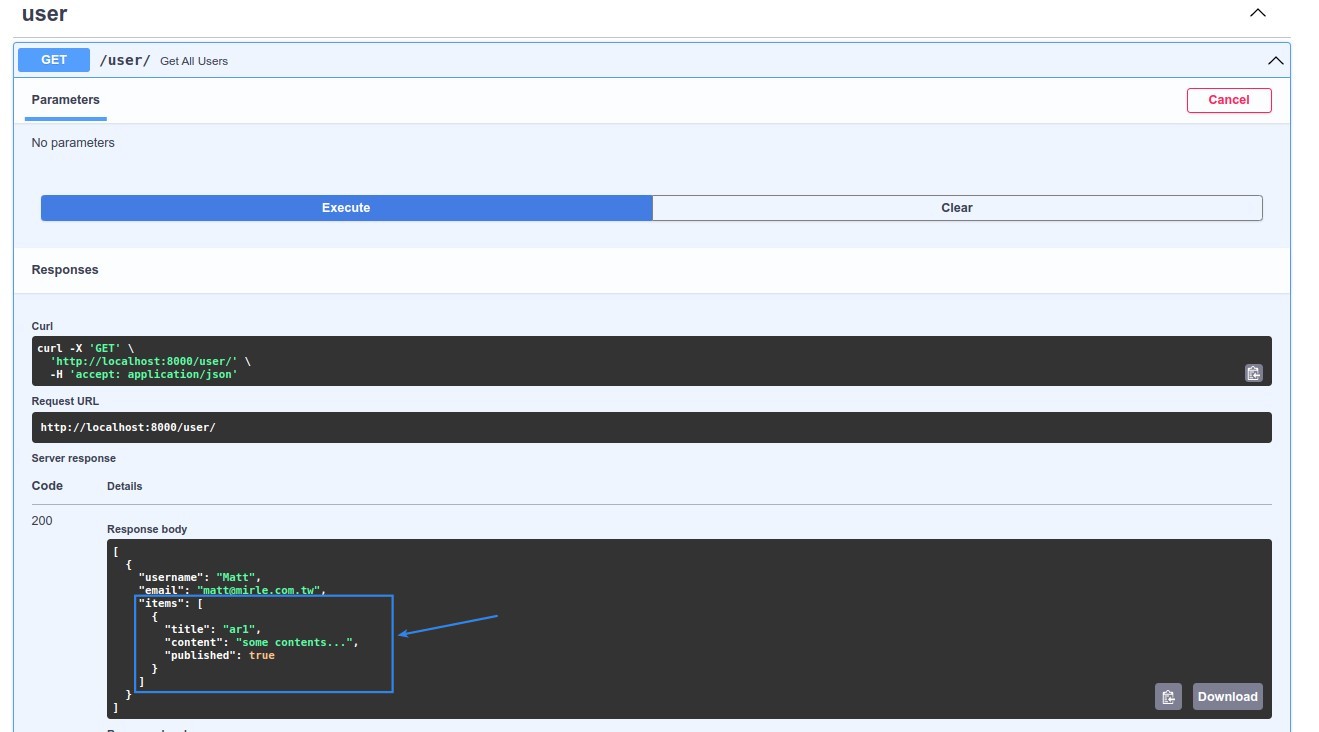 user
GET /user/ Get All Users
Parameters Cancel
No parameters
Execute Clear
Responses
Curl
curl -X 'GET' \
  'http://localhost:8000/user/' \
  -H 'accept: application/json'
Request URL
http://localhost:8000/user/
Server response
Code Details
200
Response body
[
  {
    "username": "Matt",
    "email": "matt@mirle.com.tw",
    "items": [
      {
        "title": "ar1",
        "content": "some contents...",
        "published": true
      }
    ]
  }
]
Download